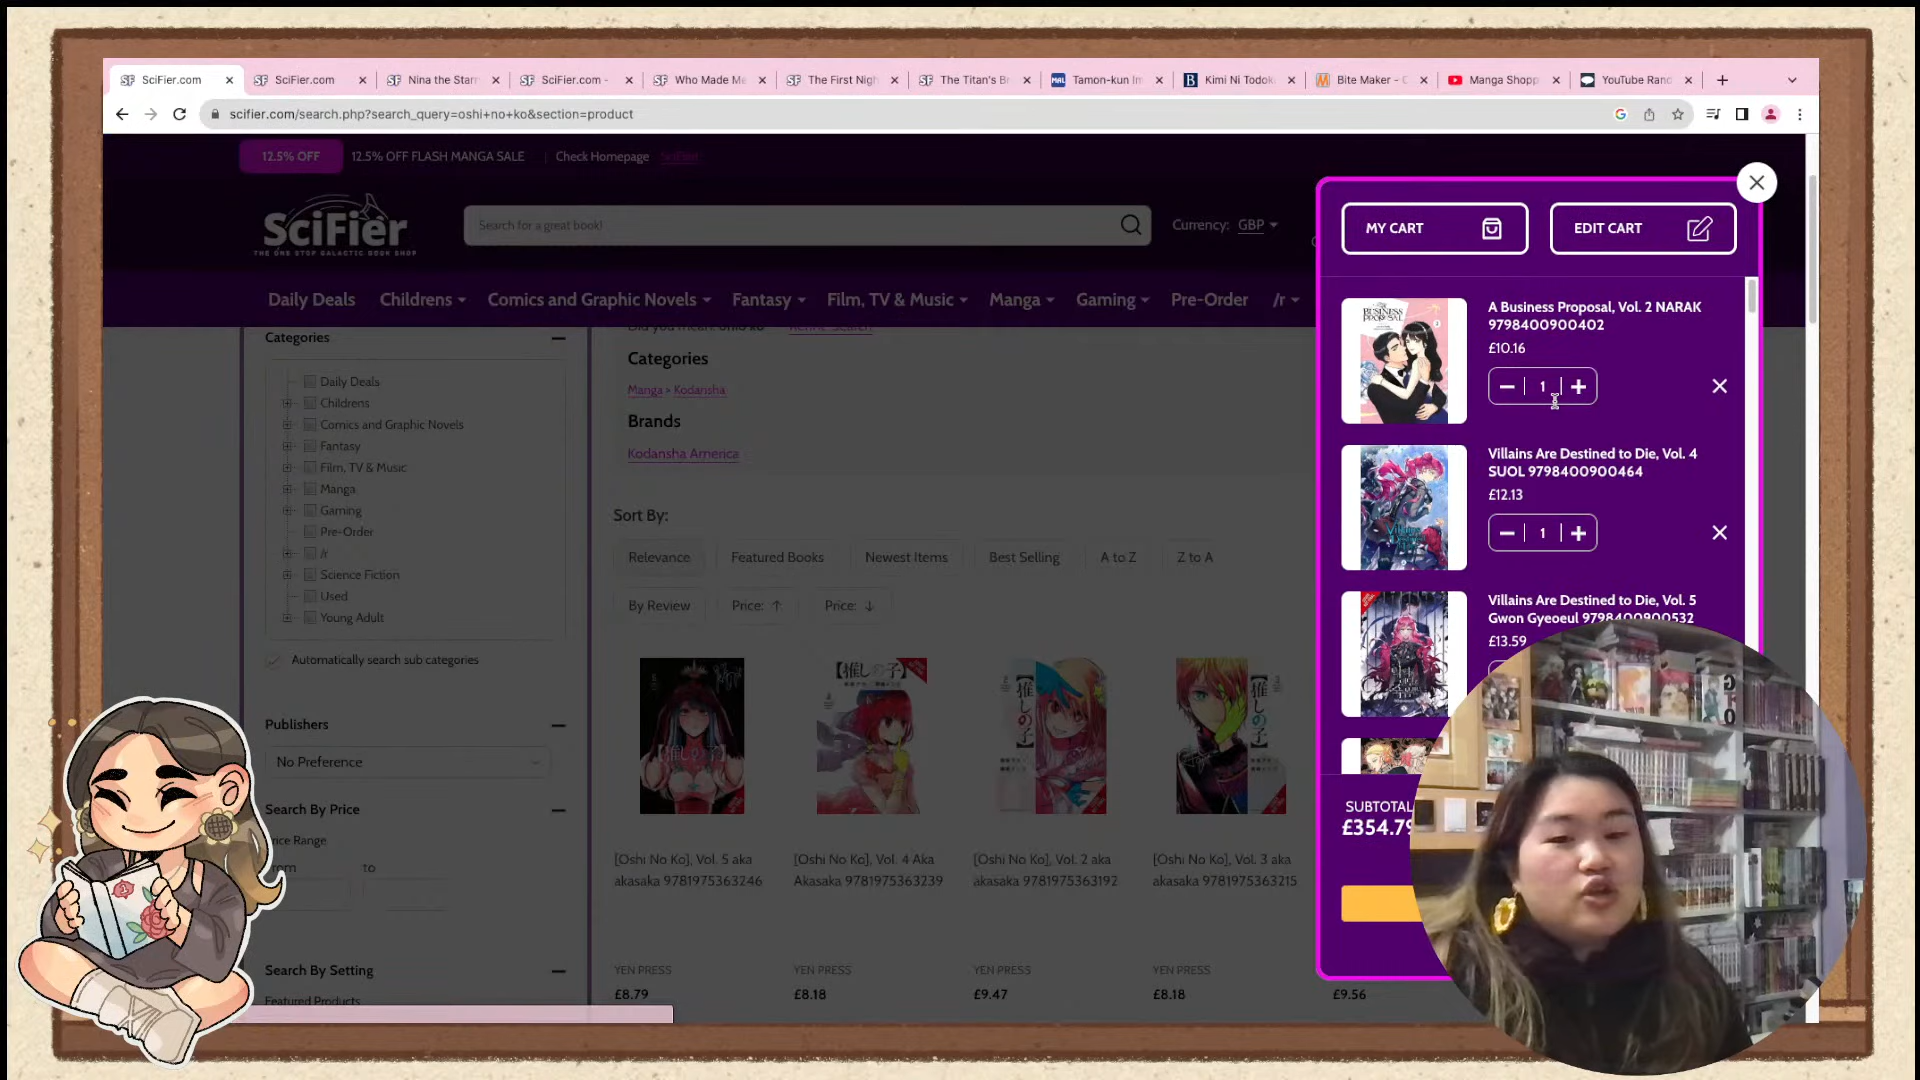 SciFier.com
SciFier.com
Nina the Starr
SciFier.com -
Who Made Me
The First Nigh
The Titan's Br
Tamon-kun Im
Kimi Ni Todok
Bite Maker - C
Manga Shopp
YouTube Rand
scifier.com/search.php?search_query=oshi+no+ko&section=product
12.5% OFF
12.5% OFF FLASH MANGA SALE
Check Homepage
SciFier
THE ONE STOP GALACTIC BOOK SHOP
Search for a great book!
Currency: GBP
MY CART
EDIT CART
Daily Deals
Childrens
Comics and Graphic Novels
Fantasy
Film, TV & Music
Manga
Gaming
Pre-Order
/r
Categories
Daily Deals
Childrens
Comics and Graphic Novels
Fantasy
Film, TV & Music
Manga
Gaming
Pre-Order
/r
Science Fiction
Used
Young Adult
Automatically search sub categories
Publishers
No Preference
Search By Price
rice Range
to
Search By Setting
Featured Products
Categories
Manga > Kodansha
Brands
Kodansha America
Sort By:
Relevance
Featured Books
Newest Items
Best Selling
A to Z
Z to A
By Review
Price:
Price:
[Oshi No Ko], Vol. 5 aka
akasaka 9781975363246
YEN PRESS
£8.79
[Oshi No Ko], Vol. 4 Aka
Akasaka 9781975363239
YEN PRESS
£8.18
[Oshi No Ko], Vol. 2 aka
akasaka 9781975363192
YEN PRESS
£9.47
[Oshi No Ko], Vol. 3 aka
akasaka 9781975363215
YEN PRESS
£8.18
£9.56
BUSINESS
PROPOSAL
A Business Proposal, Vol. 2 NARAK
9798400900402
£10.16
1
Villains Are Destined to Die, Vol. 4
SUOL 9798400900464
£12.13
1
Villains Are Destined to Die, Vol. 5
Gwon Gyeoeul 9798400900532
£13.59
SUBTOTAL
£354.79